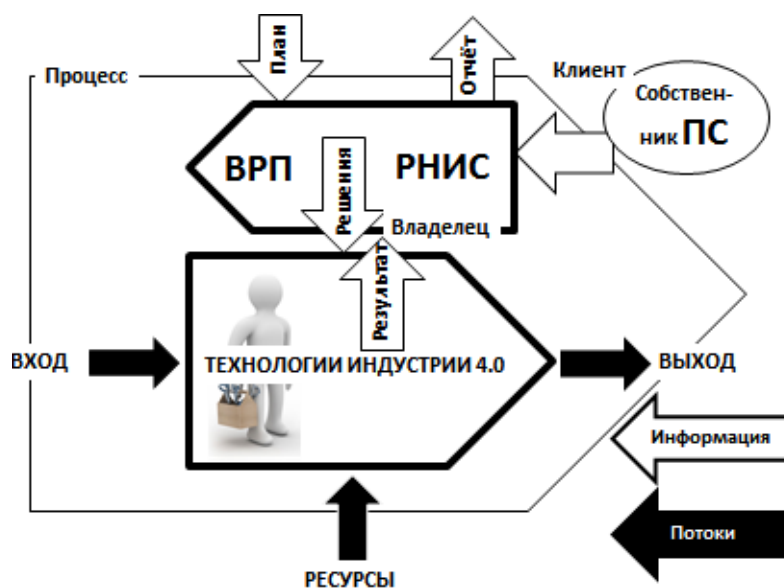 План
Отчёт
Процесс
Клиент
Собствен-
ник ПС
ВРП
РНИС
Решения
Владелец
Результат
ВХОД
ТЕХНОЛОГИИ ИНДУСТРИИ 4.0
ВЫХОД
Информация
Потоки
РЕСУРСЫ